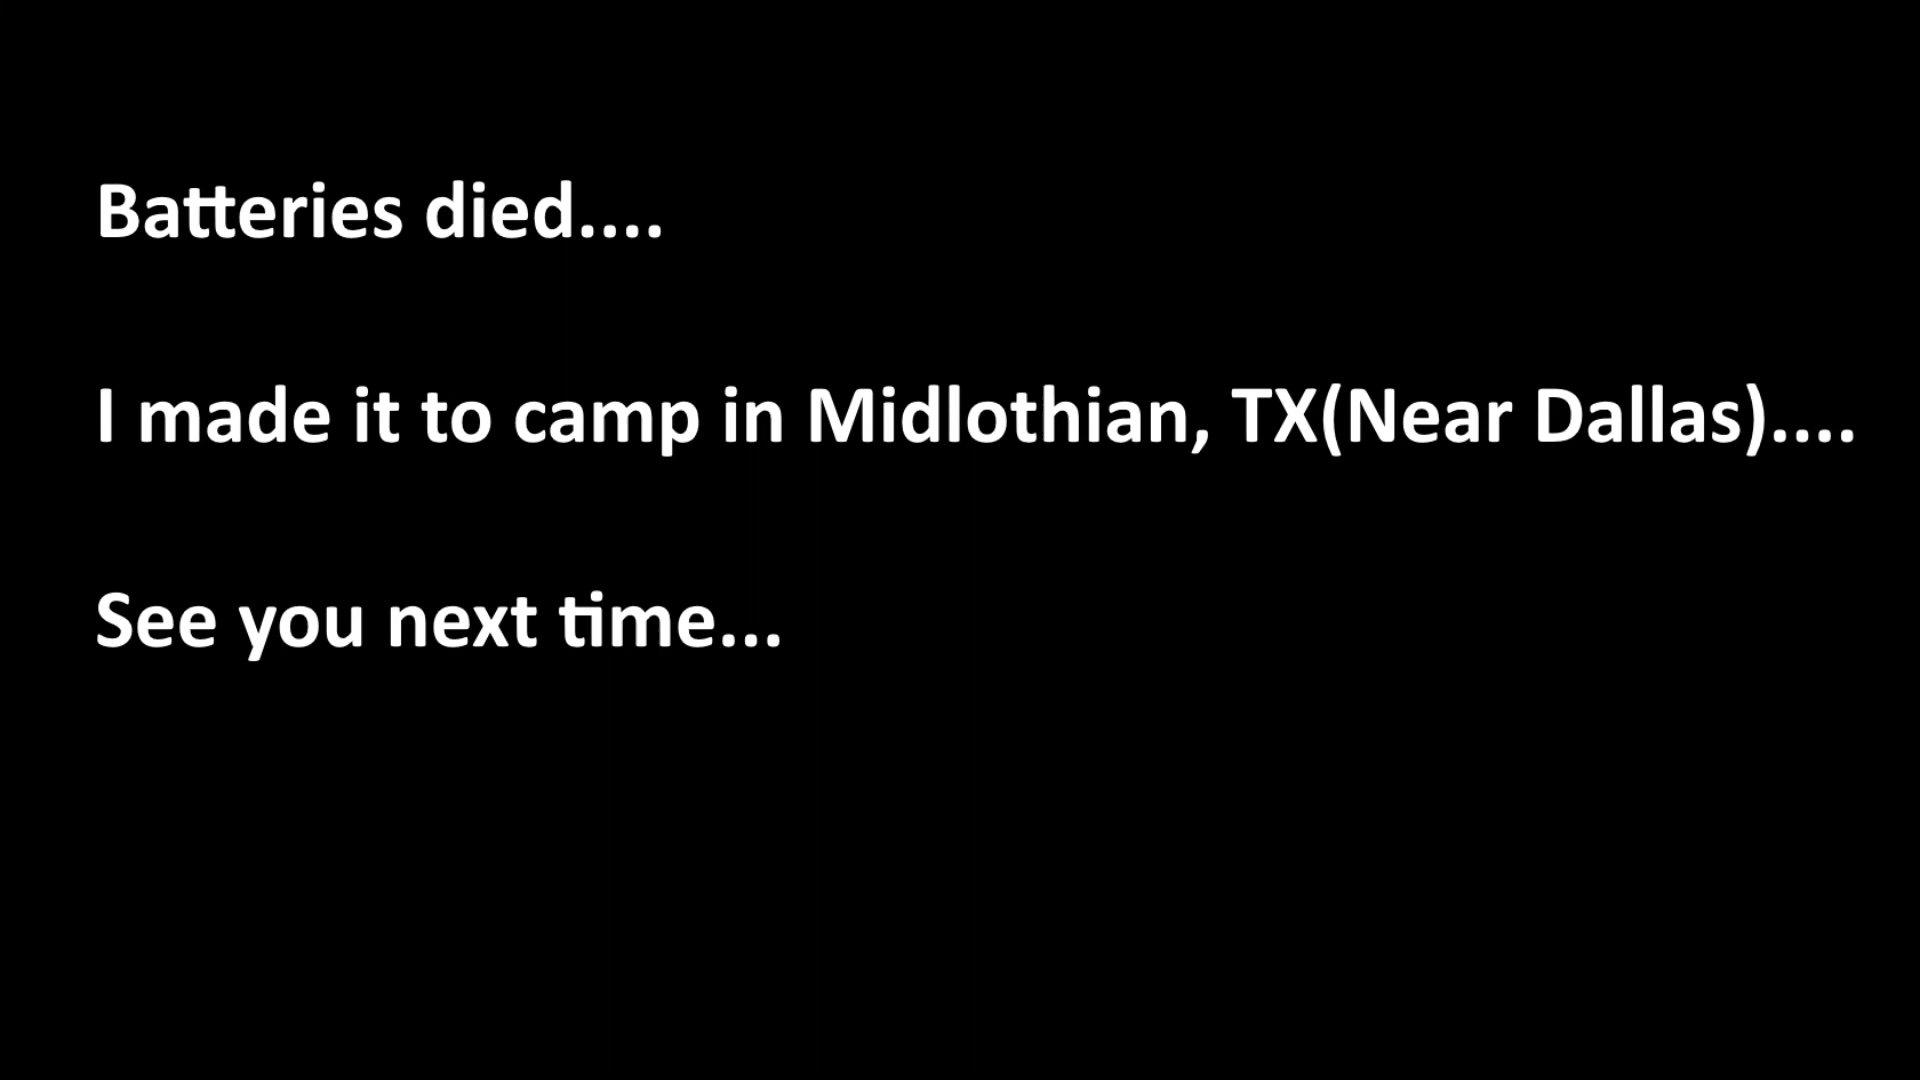 Batteries died....
I made it to camp in Midlothian, TX(Near Dallas)....
See you next time...